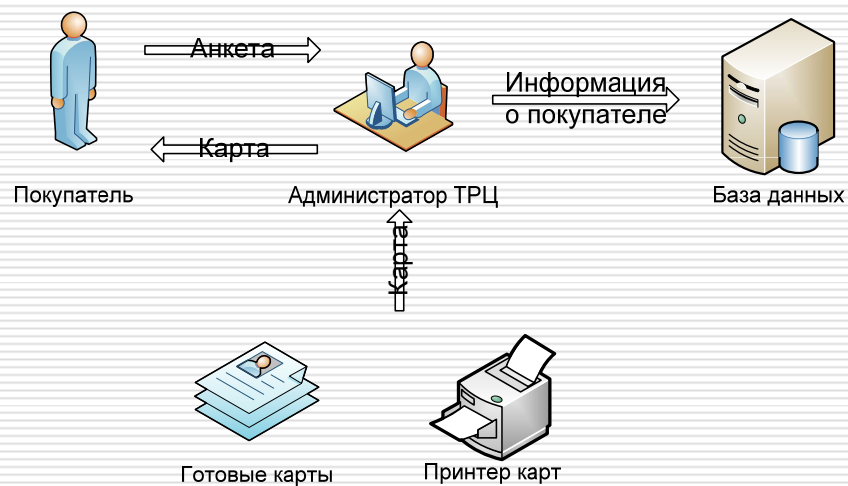 Анкета
Информация
о покупателе
Карта
Покупатель
Администратор ТРЦ
База данных
Карта
Готовые карты
Принтер карт